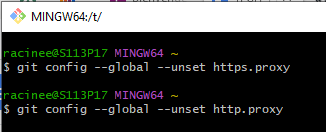 MINGW64:/t/
racinee@S113P17 MINGW64 ~
$ git config --global --unset https.proxy
racinee@S113P17 MINGW64 ~
$ git config --global --unset http.proxy